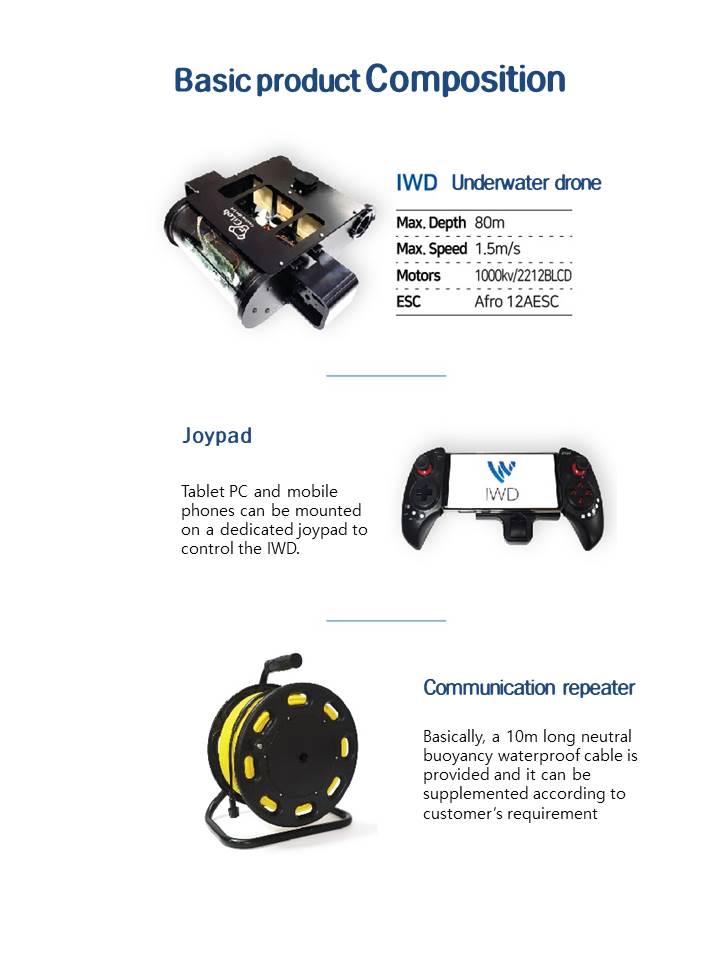 Basic product Composition
IWD Underwater drone
Max. Depth 80m
Max. Speed 1.5m/s
Motors 1000kv/2212BLCD
ESC Afro 12AESC
Joypad
Tablet PC and mobile
phones can be mounted
on a dedicated joypad to
control the IWD.
IWD
Communication repeater
Basically, a 10m long neutral
buoyancy waterproof cable is
provided and it can be
supplemented according to
customer’s requirement